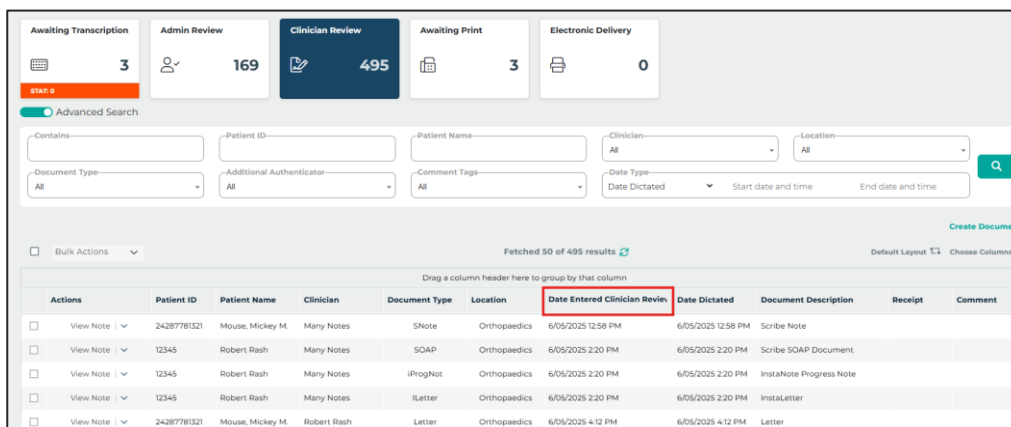 Awaiting Transcription Admin Review Clinician Review Awaiting Print Electronic Delivery
3 169 495 3 0
STAT: 0
Advanced Search
Contains Patient ID Patient Name Clinician Location
All All
Document Type Additional Authenticator Comment Tags Date Type
All All All Date Dictated Start date and time End date and time
Create Docume
Bulk Actions Fetched 50 of 495 results Default Layout Choose Columns
Drag a column header here to group by that column
Actions Patient ID Patient Name Clinician Document Type Location Date Entered Clinician Review Date Dictated Document Description Receipt Comment
View Note 24287781321 Mouse, Mickey M. Many Notes SNote Orthopaedics 6/05/2025 12:58 PM 6/05/2025 12:58 PM Scribe Note
View Note 12345 Robert Rash Many Notes SOAP Orthopaedics 6/05/2025 2:20 PM 6/05/2025 2:20 PM Scribe SOAP Document
View Note 12345 Robert Rash Many Notes iProgNot Orthopaedics 6/05/2025 2:20 PM 6/05/2025 2:20 PM InstaNote Progress Note
View Note 12345 Robert Rash Many Notes ILetter Orthopaedics 6/05/2025 2:20 PM 6/05/2025 2:20 PM InstaLetter
View Note 24287781321 Mouse, Mickey M. Robert Rash Letter Orthopaedics 6/05/2025 4:12 PM 6/05/2025 4:12 PM Letter